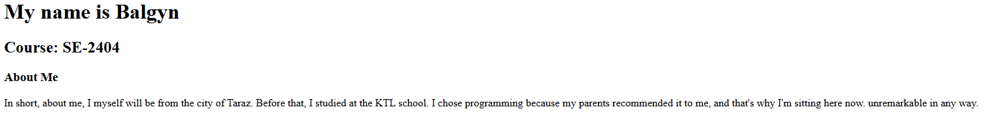 My name is Balgyn
Course: SE-2404
About Me
In short, about me, I myself will be from the city of Taraz. Before that, I studied at the KTL school. I chose programming because my parents recommended it to me, and that's why I'm sitting here now. unremarkable in any way.